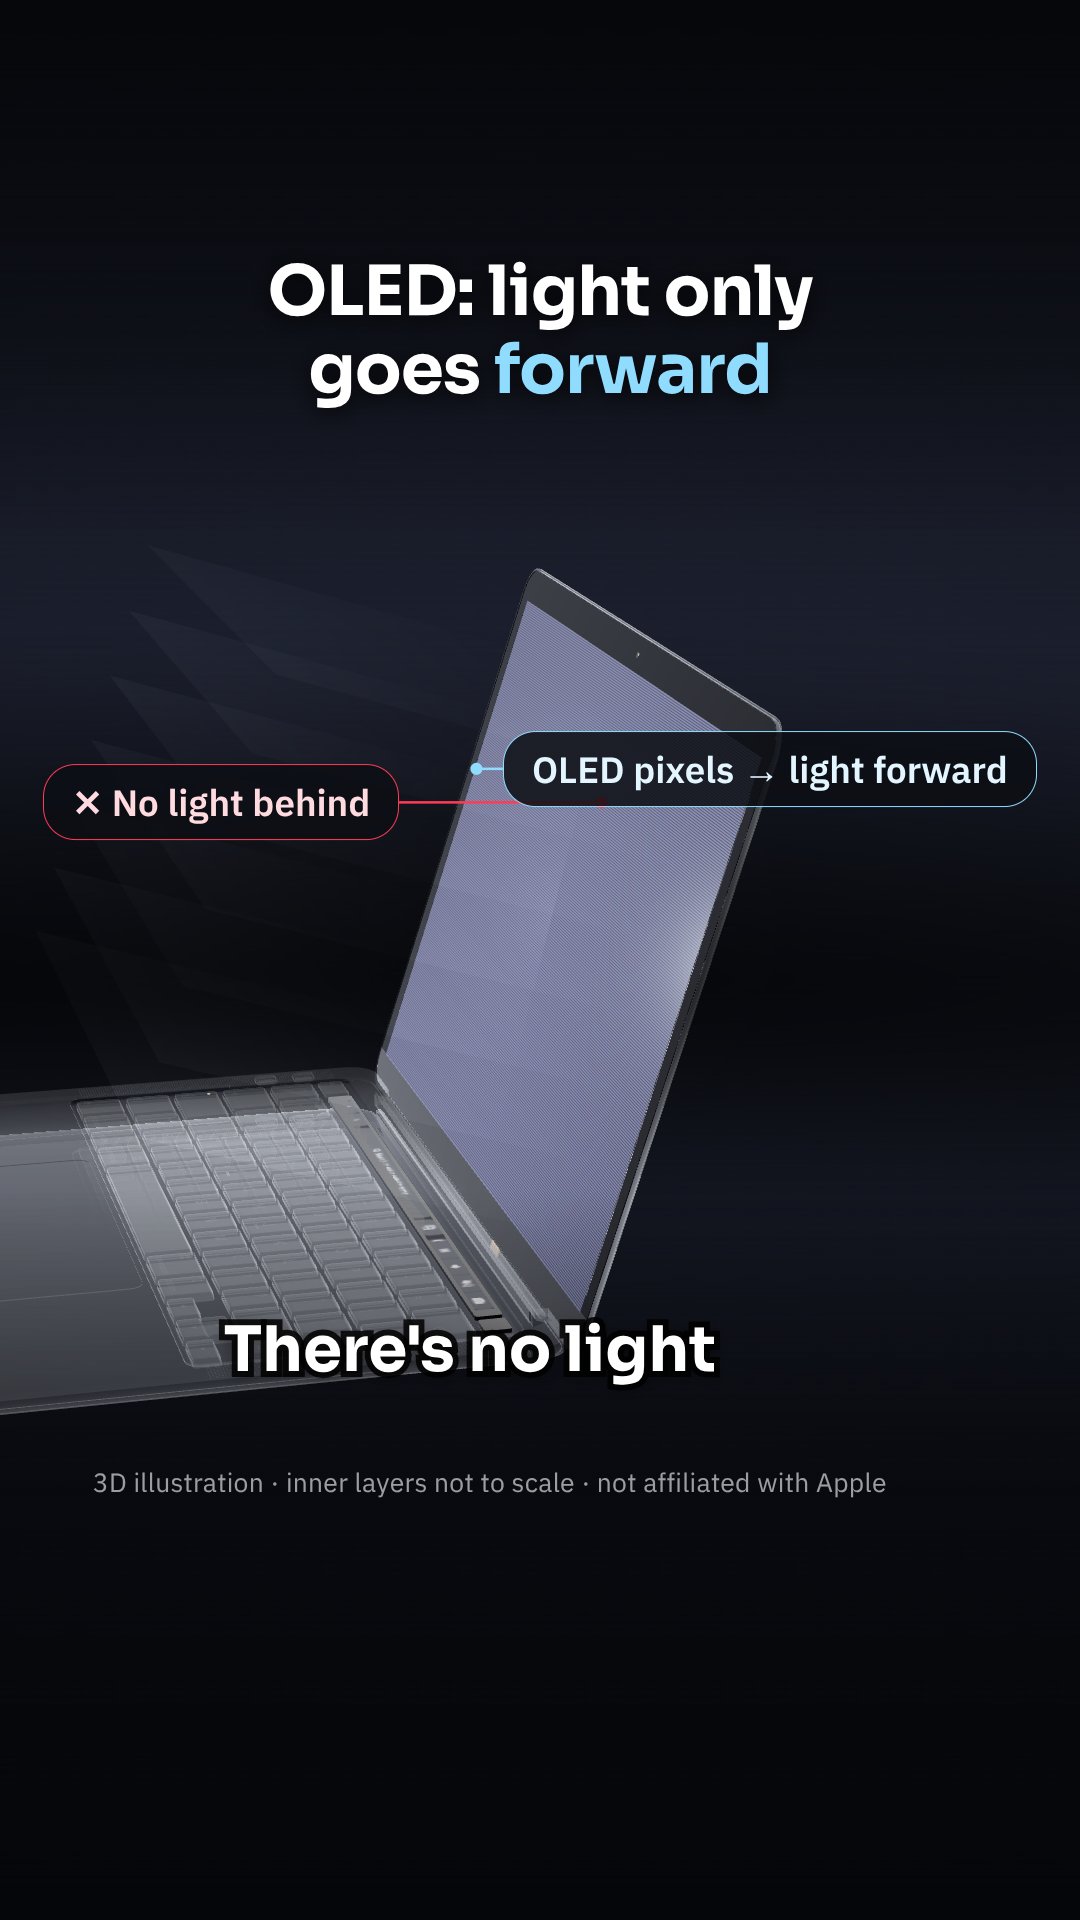 OLED: light only
goes forward
OLED pixels → light forward
✕ No light behind
There's no light
3D illustration · inner layers not to scale · not affiliated with Apple